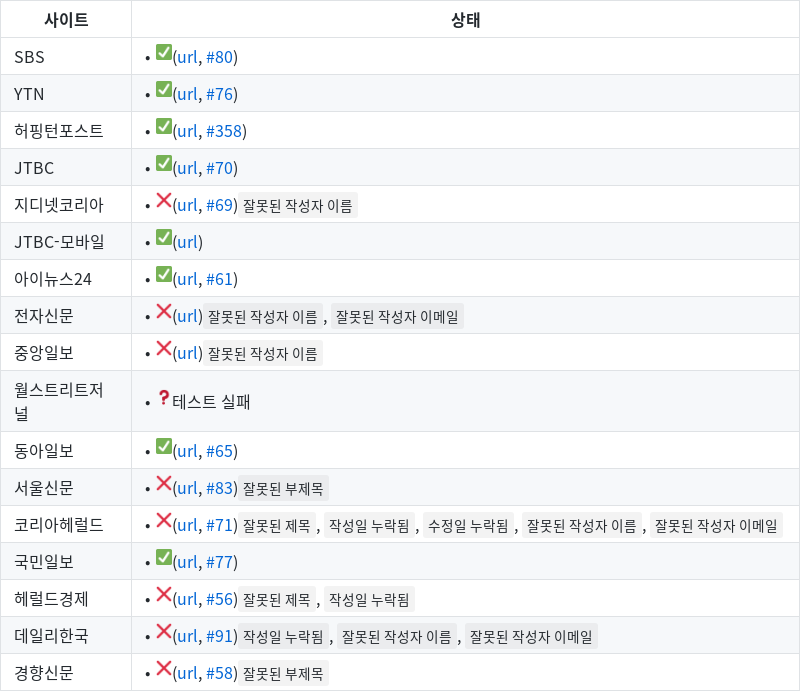 사이트 상태
SBS • ✅(url, #80)
YTN • ✅(url, #76)
허핑턴포스트 • ✅(url, #358)
JTBC • ✅(url, #70)
지디넷코리아 • ❌(url, #69) 잘못된 작성자 이름
JTBC-모바일 • ✅(url)
아이뉴스24 • ✅(url, #61)
전자신문 • ❌(url) 잘못된 작성자 이름 , 잘못된 작성자 이메일
중앙일보 • ❌(url) 잘못된 작성자 이름
월스트리트저
널 • ❓테스트 실패
동아일보 • ✅(url, #65)
서울신문 • ❌(url, #83) 잘못된 부제목
코리아헤럴드 • ❌(url, #71) 잘못된 제목 , 작성일 누락됨 , 수정일 누락됨 , 잘못된 작성자 이름 , 잘못된 작성자 이메일
국민일보 • ✅(url, #77)
헤럴드경제 • ❌(url, #56) 잘못된 제목 , 작성일 누락됨
데일리한국 • ❌(url, #91) 작성일 누락됨 , 잘못된 작성자 이름 , 잘못된 작성자 이메일
경향신문 • ❌(url, #58) 잘못된 부제목